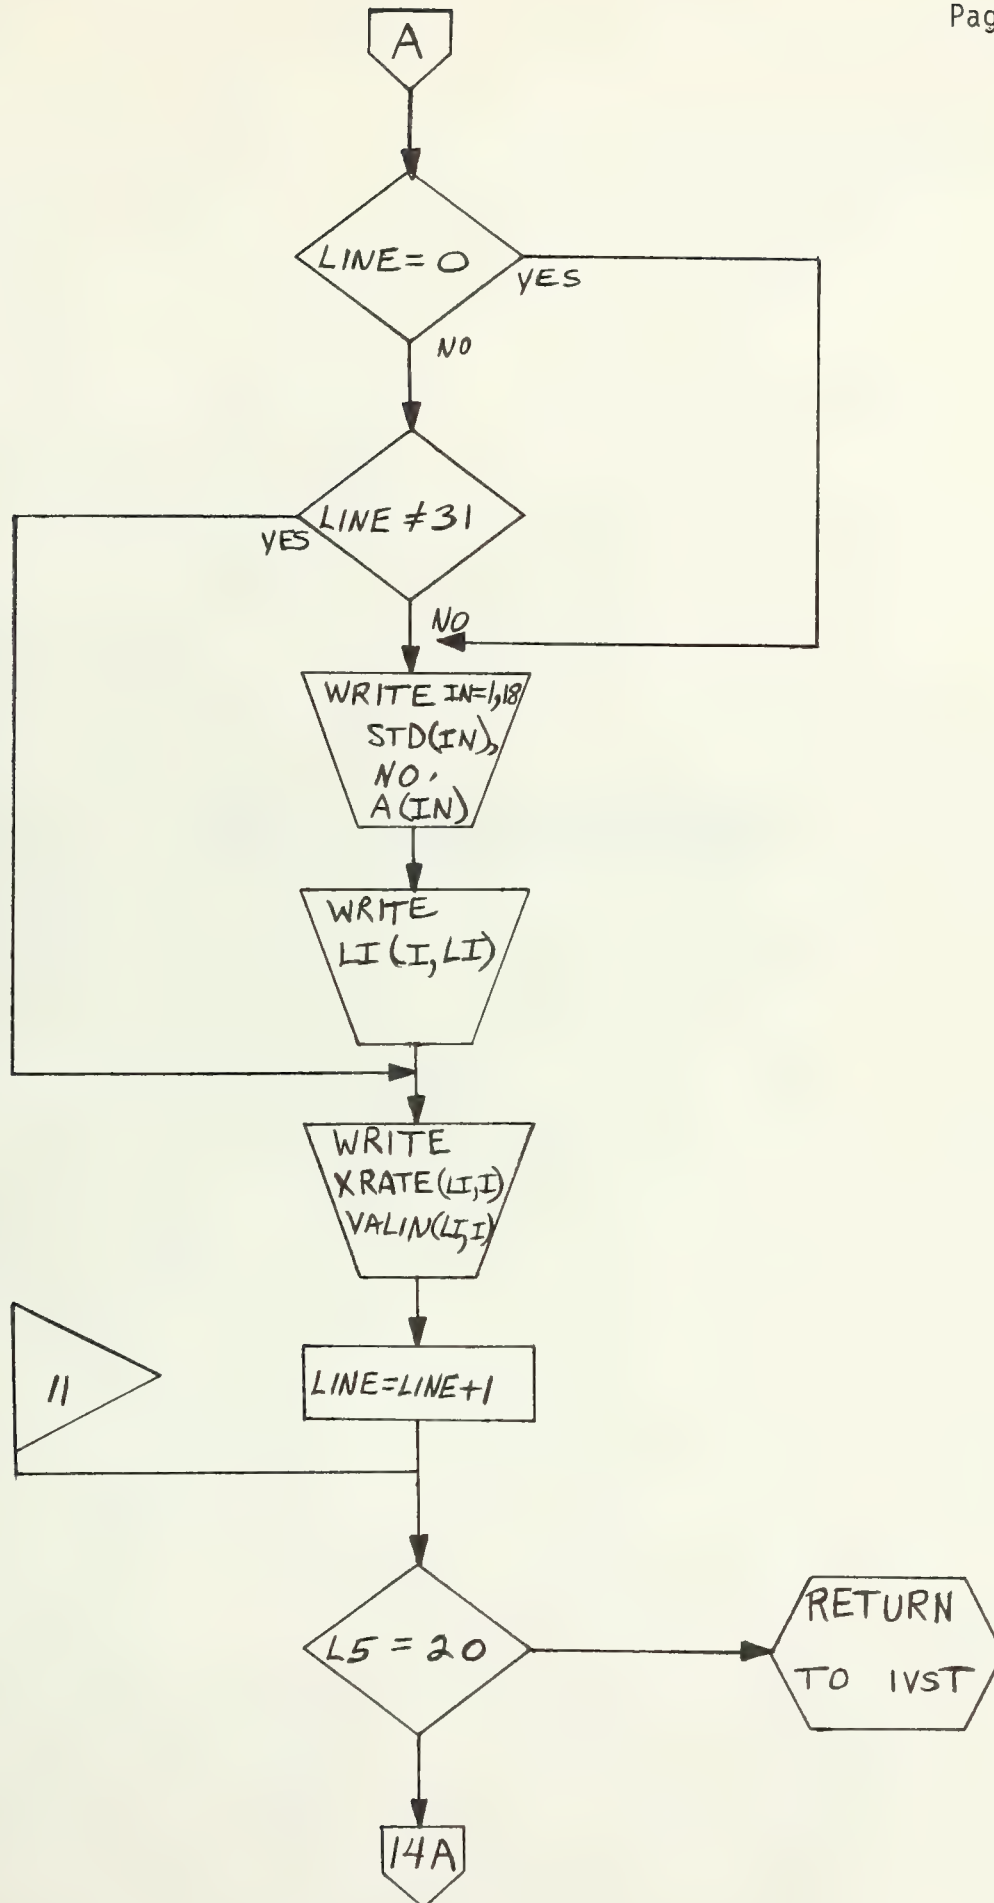 Pag
A
LINE = 0
YES
NO
LINE ≠ 31
YES
NO
WRITE IN=1,18
STD(IN),
NO.
A(IN)
WRITE
LI(I,LI)
WRITE
XRATE(LI,I)
VALIN(LI,I)
11
LINE=LINE+1
L5 = 20
RETURN
TO IVST
14A